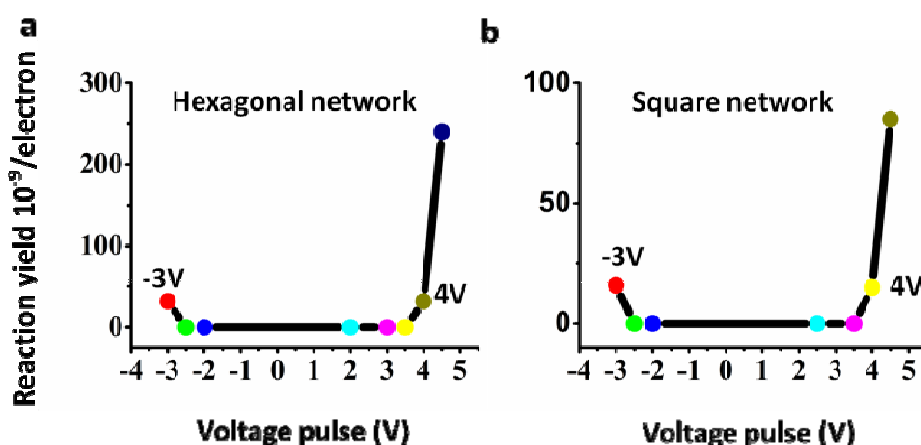 a
b
Reaction yield 10⁻⁹/electron
Hexagonal network
300
200
100
0
-3V
4V
-4 -3 -2 -1 0 1 2 3 4 5
Voltage pulse (V)
Square network
100
50
0
-3V
4V
-4 -3 -2 -1 0 1 2 3 4 5
Voltage pulse (V)